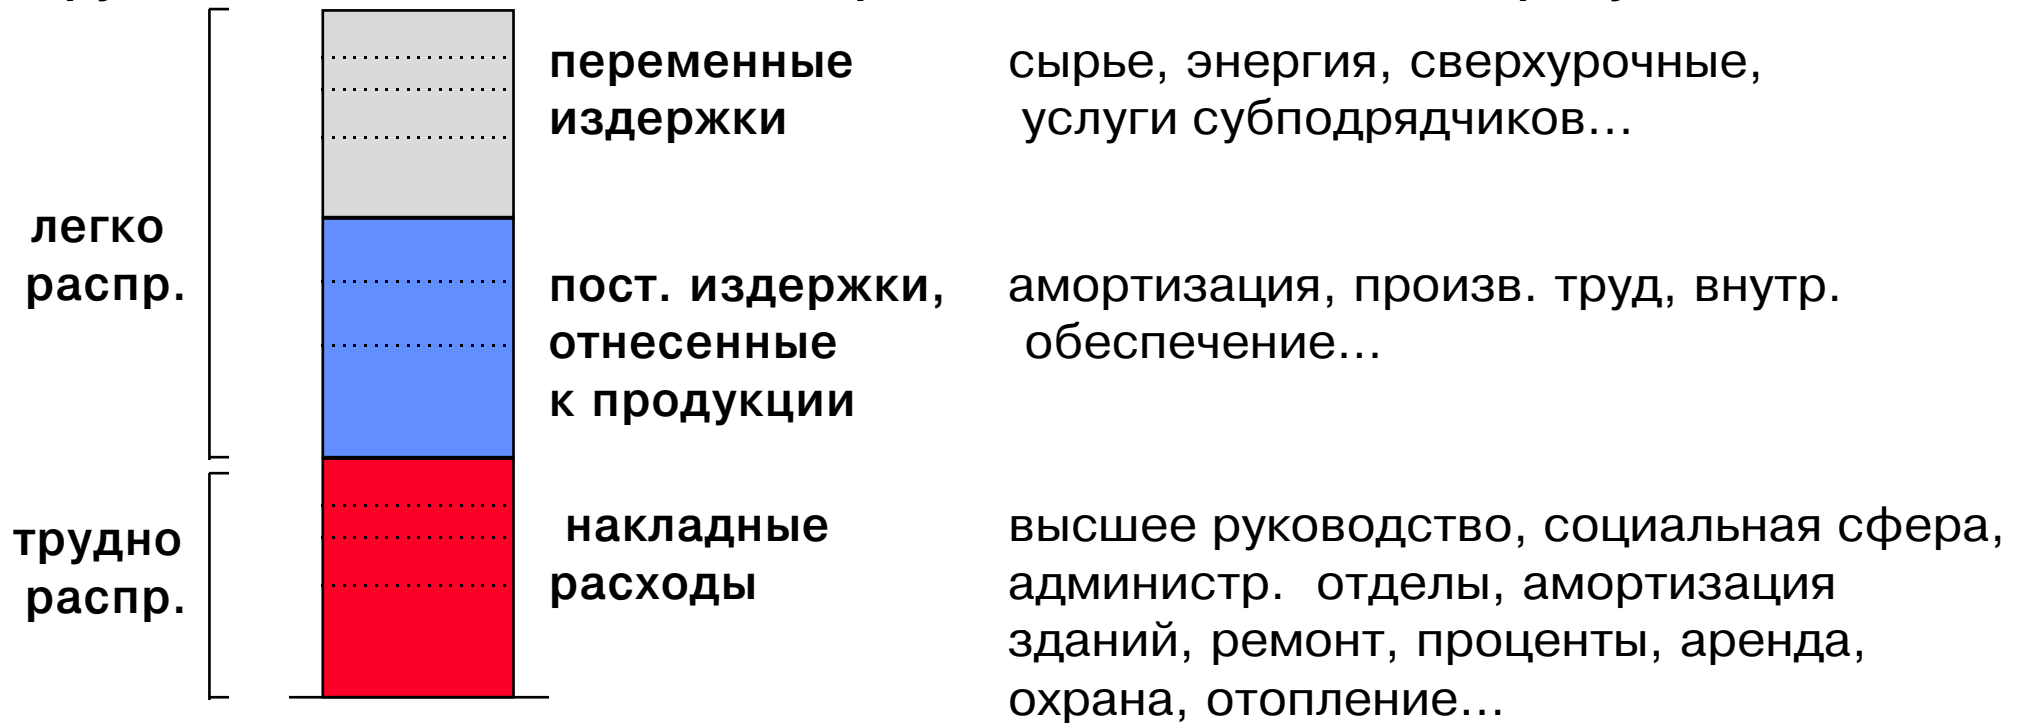 переменные
издержки
сырье, энергия, сверхурочные,
услуги субподрядчиков...
легко
распр.
пост. издержки,
отнесенные
к продукции
амортизация, произв. труд, внутр.
обеспечение...
трудно
распр.
накладные
расходы
высшее руководство, социальная сфера,
администр. отделы, амортизация
зданий, ремонт, проценты, аренда,
охрана, отопление...